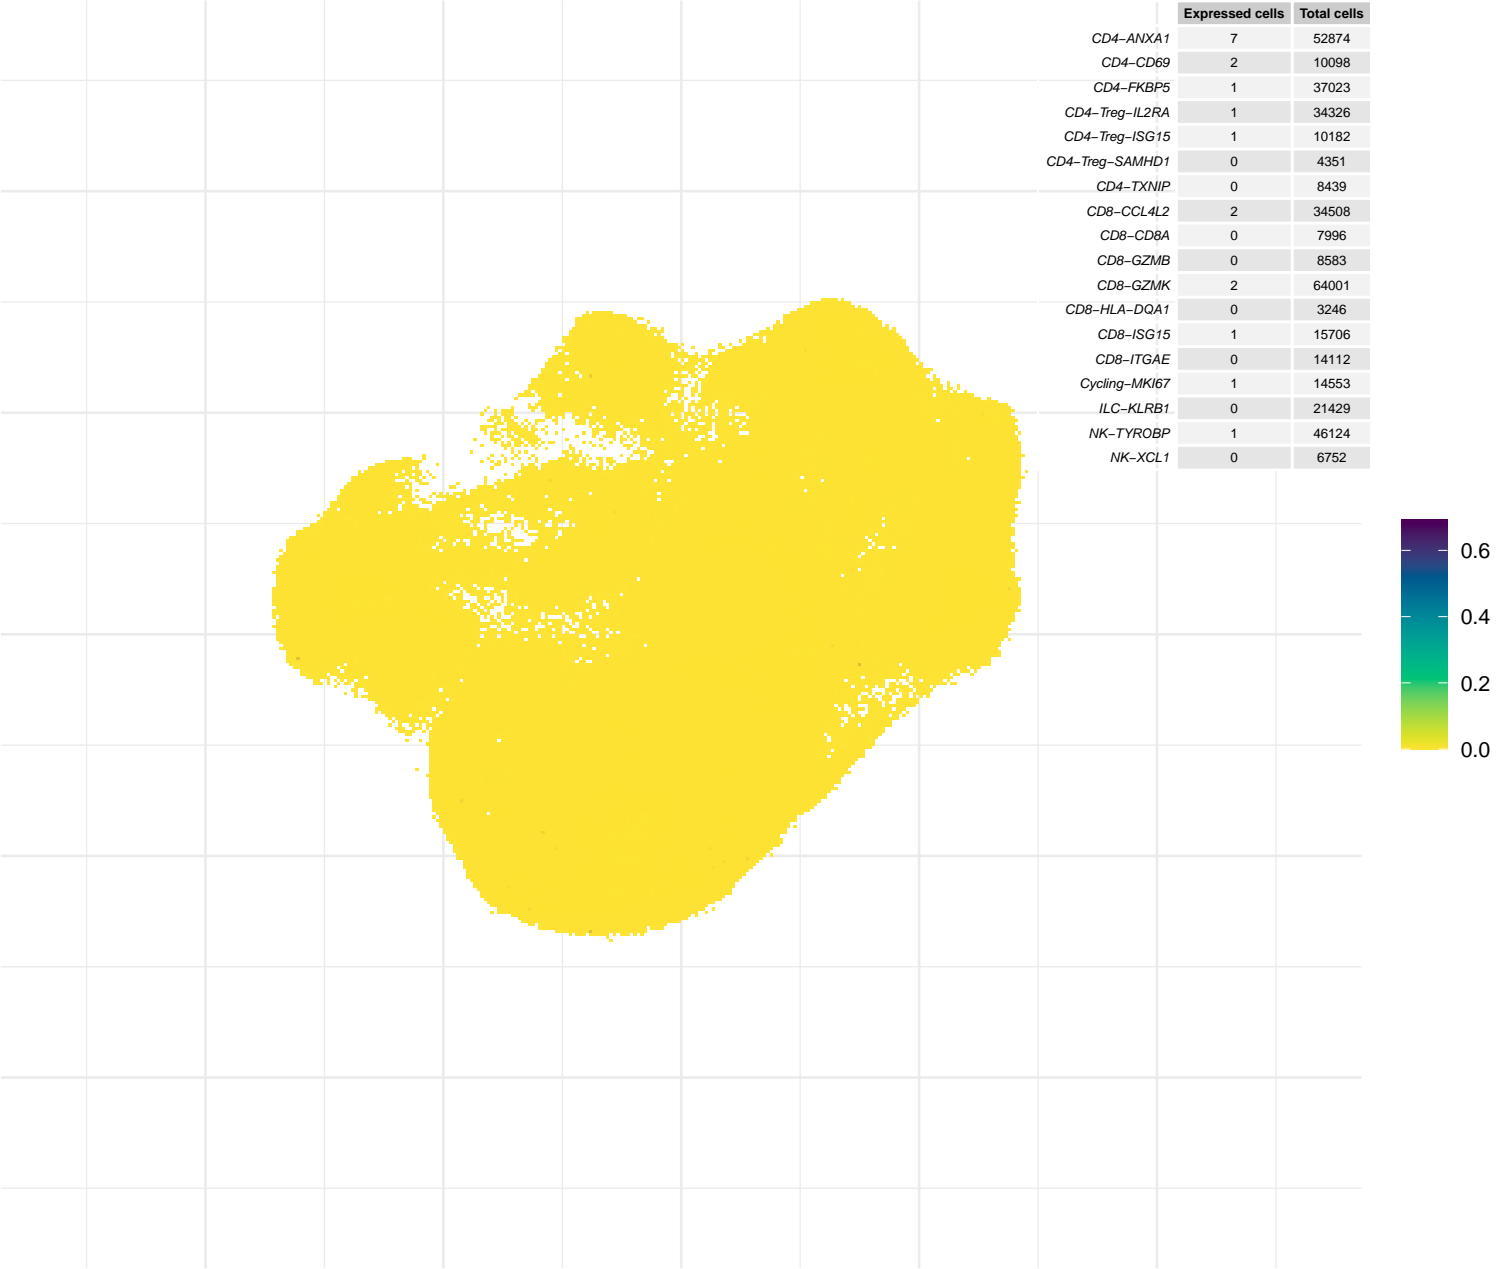 Expressed cells Total cells
CD4−ANXA1 7 52874
CD4−CD69 2 10098
CD4−FKBP5 1 37023
CD4−Treg−IL2RA 1 34326
CD4−Treg−ISG15 1 10182
CD4−Treg−SAMHD1 0 4351
CD4−TXNIP 0 8439
CD8−CCL4L2 2 34508
CD8−CD8A 0 7996
CD8−GZMB 0 8583
CD8−GZMK 2 64001
CD8−HLA−DQA1 0 3246
CD8−ISG15 1 15706
CD8−ITGAE 0 14112
Cycling−MKI67 1 14553
ILC−KLRB1 0 21429
NK−TYROBP 1 46124
NK−XCL1 0 6752
0.6
0.4
0.2
0.0